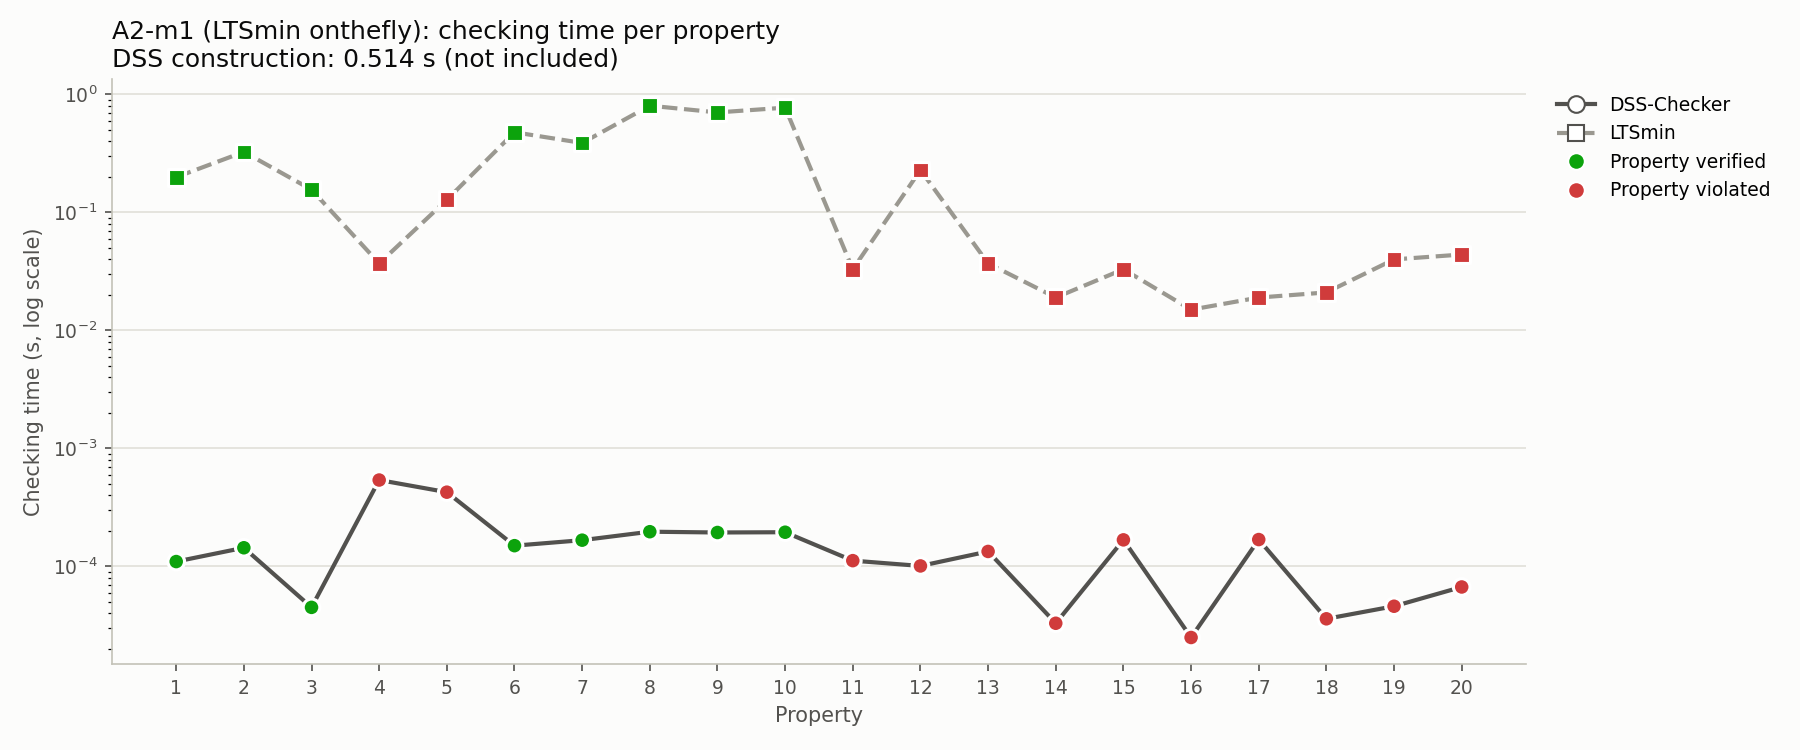 A2-m1 (LTSmin onthefly): checking time per property
DSS construction: 0.514 s (not included)
Checking time (s, log scale)
10⁰
10⁻¹
10⁻²
10⁻³
10⁻⁴
1 2 3 4 5 6 7 8 9 10 11 12 13 14 15 16 17 18 19 20
Property
DSS-Checker
LTSmin
Property verified
Property violated